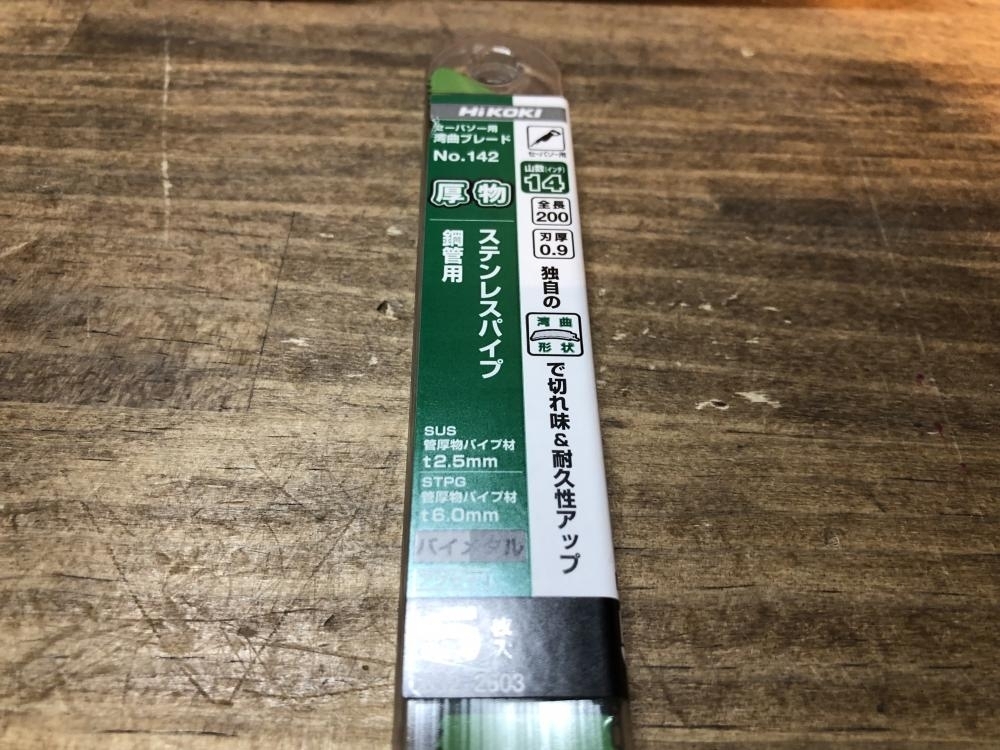 HiKOKI
セーバソー用
湾曲ブレード
No.142
厚物
ステンレスパイプ
鋼管用
SUS
管厚物パイプ材
t2.5mm
STPG
管厚物パイプ材
t6.0mm
バイメタル
5枚入
2503
セーバソー用
山数(インチ)
14
全長
200
刃厚
0.9
独自の
湾曲
形状
で切れ味&耐久性アップ